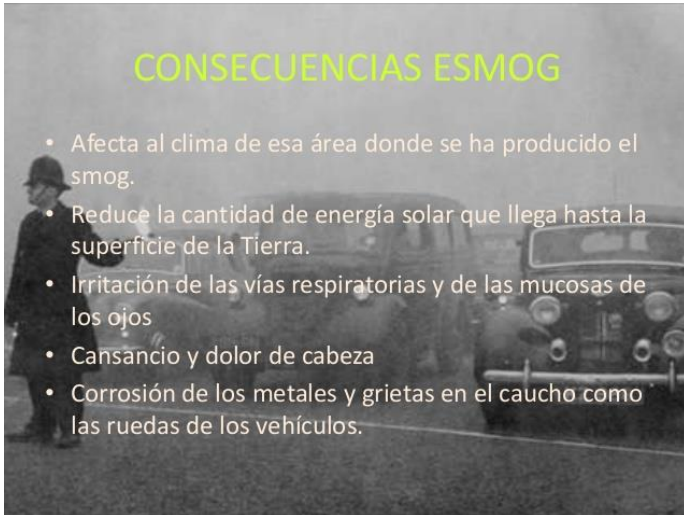 CONSECUENCIAS ESMOG
• Afecta al clima de esa área donde se ha producido el
smog.
• Reduce la cantidad de energía solar que llega hasta la
superficie de la Tierra.
• Irritación de las vías respiratorias y de las mucosas de
los ojos
• Cansancio y dolor de cabeza
• Corrosión de los metales y grietas en el caucho como
las ruedas de los vehículos.